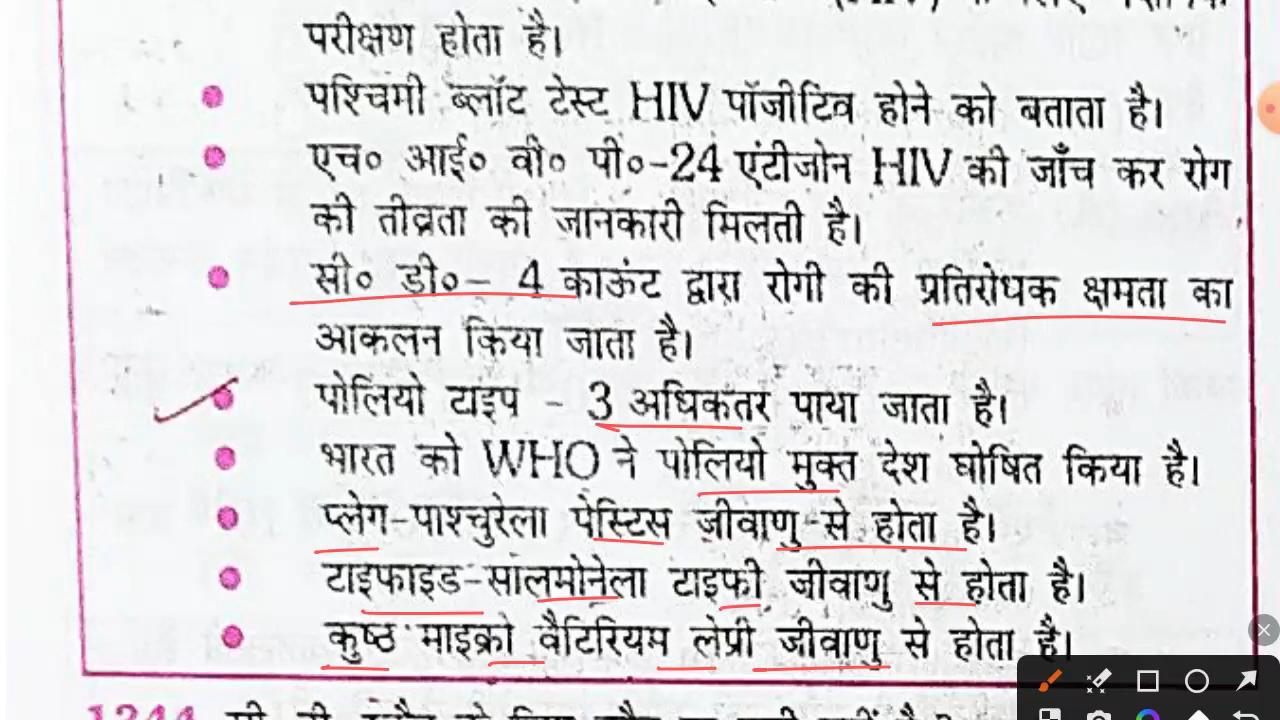 परीक्षण होता है।
पश्चिमी ब्लॉट टेस्ट HIV पॉजीटिव होने को बताता है।
एच० आई० वी० पी०-24 एंटीजोन HIV की जाँच कर रोग
की तीव्रता की जानकारी मिलती है।
सी० डी०- 4 काऊंट द्वारा रोगी की प्रतिरोधक क्षमता का
आकलन किया जाता है।
पोलियो टाइप - 3 अधिकतर पाया जाता है।
भारत को WHO ने पोलियो मुक्त देश घोषित किया है।
प्लेग-पाश्चुरेला पेस्टिस जीवाणु से होता है।
टाइफाइड-सालमोनेला टाइफी जीवाणु से होता है।
कुष्ठ माइक्रो वैटिरियम लेप्री जीवाणु से होता है।
1244